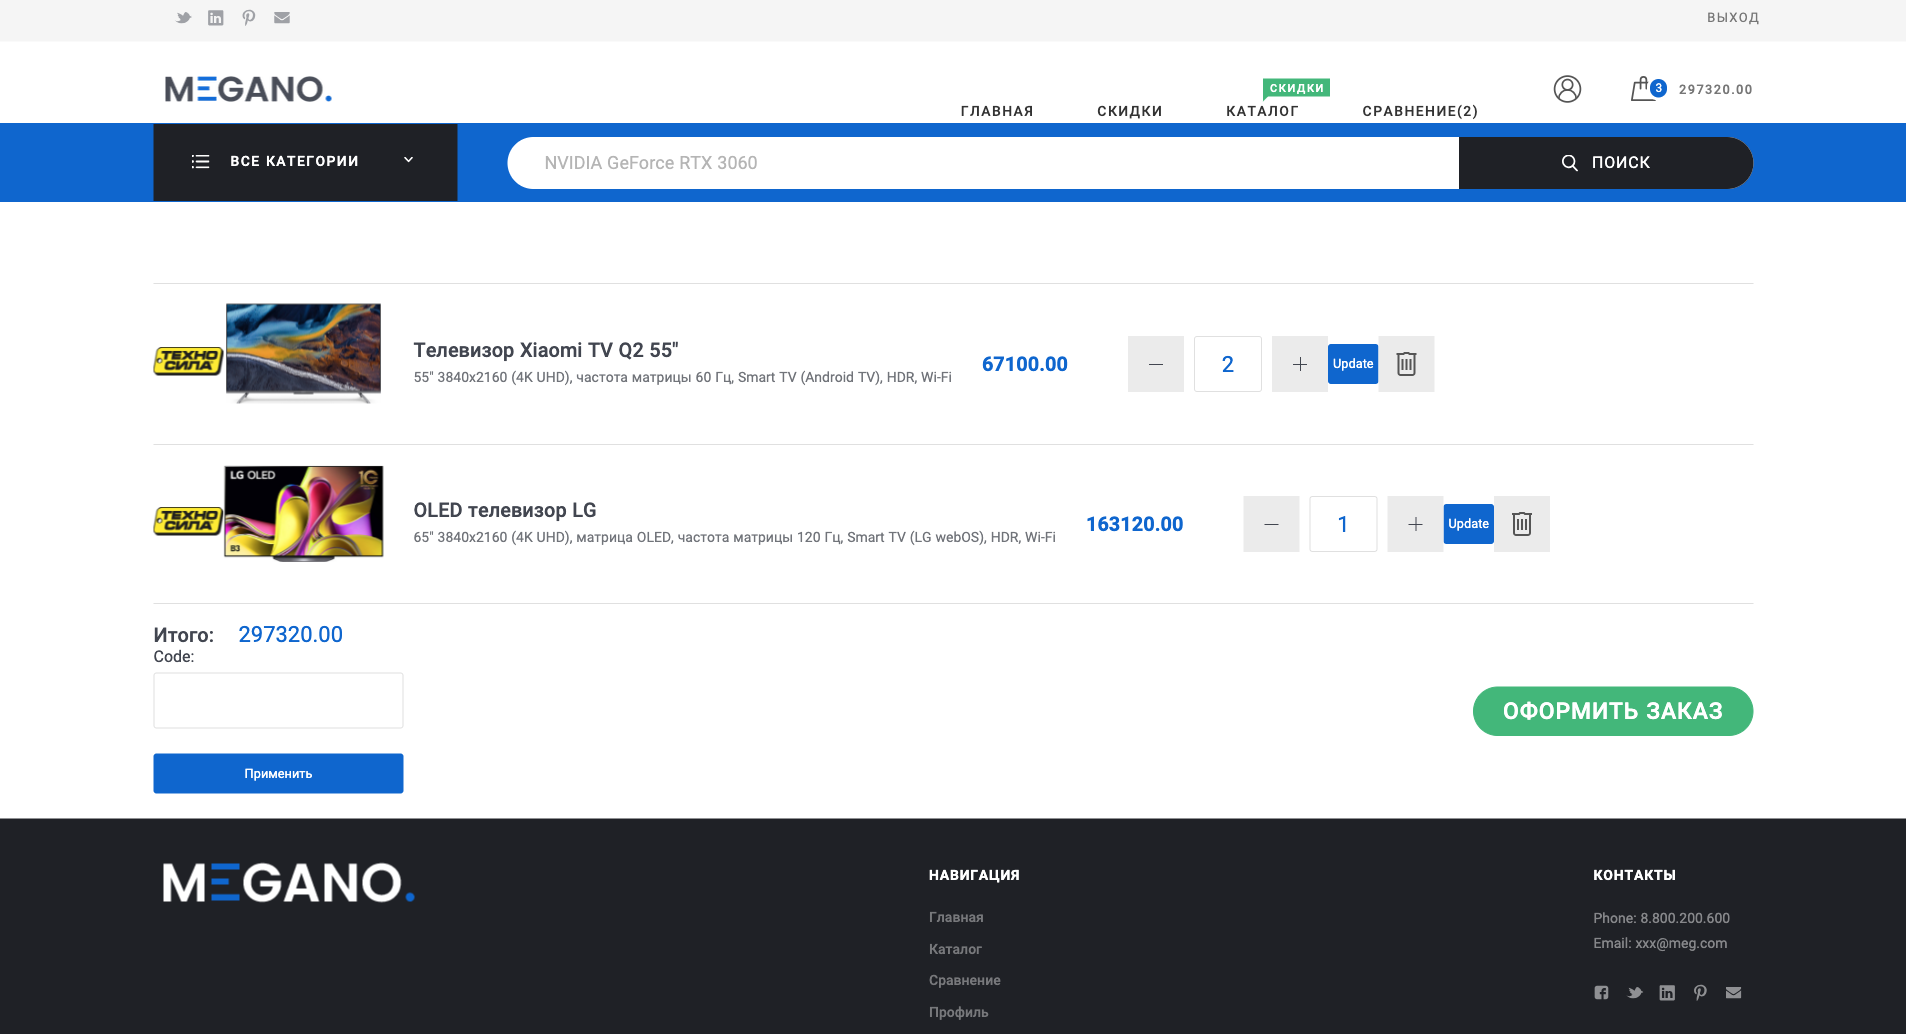 ВЫХОД
MEGANO.
ГЛАВНАЯ
СКИДКИ
СКИДКИ
КАТАЛОГ
СРАВНЕНИЕ(2)
3
297320.00
ВСЕ КАТЕГОРИИ
NVIDIA GeForce RTX 3060
ПОИСК
ТЕХНО
СИЛА
Телевизор Xiaomi TV Q2 55"
55" 3840x2160 (4K UHD), частота матрицы 60 Гц, Smart TV (Android TV), HDR, Wi-Fi
67100.00
2
Update
ТЕХНО
СИЛА
LG OLED
B3
OLED телевизор LG
65" 3840x2160 (4K UHD), матрица OLED, частота матрицы 120 Гц, Smart TV (LG webOS), HDR, Wi-Fi
163120.00
1
Update
Итого: 297320.00
Code:
ОФОРМИТЬ ЗАКАЗ
Применить
MEGANO.
НАВИГАЦИЯ
Главная
Каталог
Сравнение
Профиль
КОНТАКТЫ
Phone: 8.800.200.600
Email: xxx@meg.com